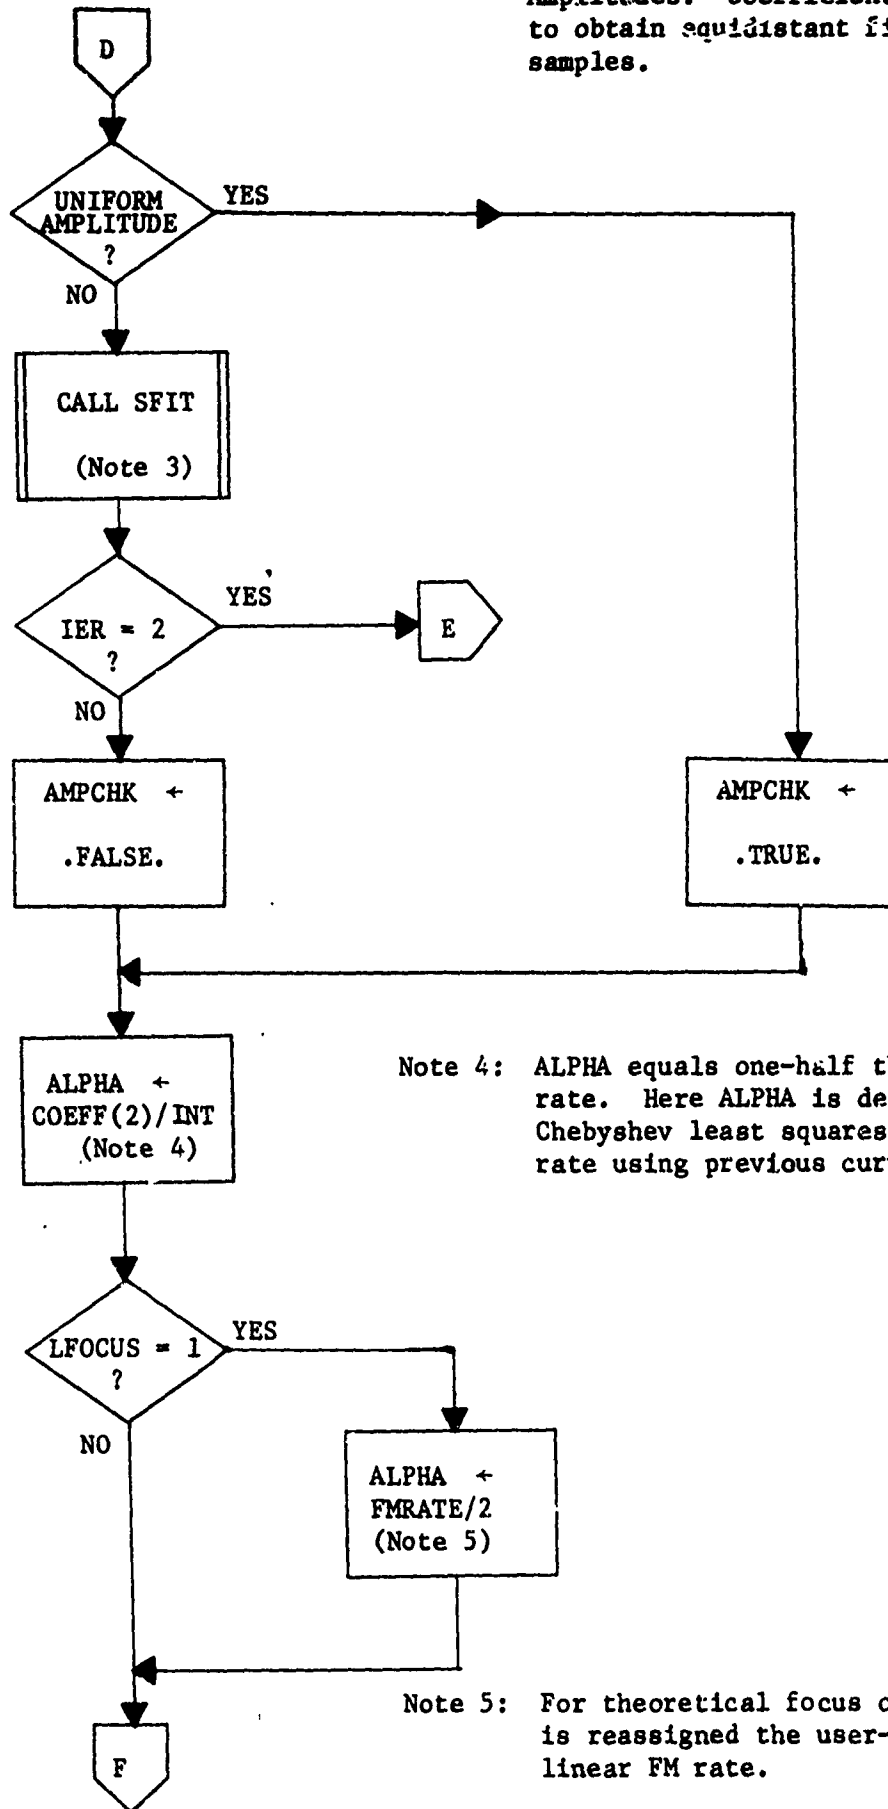 Amplitudes. Coefficient
to obtain equidistant fi
samples.
D
UNIFORM
AMPLITUDE
?
YES
NO
CALL SFIT
(Note 3)
IER = 2
?
YES
E
NO
AMPCHK ←
.FALSE.
AMPCHK ←
.TRUE.
ALPHA ←
COEFF(2)/INT
(Note 4)
Note 4: ALPHA equals one-half t
rate. Here ALPHA is de
Chebyshev least squares
rate using previous cur
LFOCUS = 1
?
YES
NO
ALPHA ←
FMRATE/2
(Note 5)
Note 5: For theoretical focus
is reassigned the user-
linear FM rate.
F